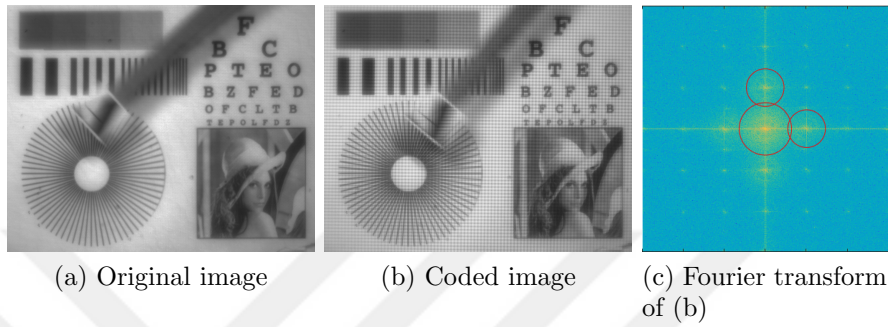 F
B C
P T E O
B Z F E D
O F C L T B
T E P O L F D Z
F
B C
P T E O
B Z F E D
O F C L T B
T E P O L F D Z
(a) Original image
(b) Coded image
(c) Fourier transform
of (b)